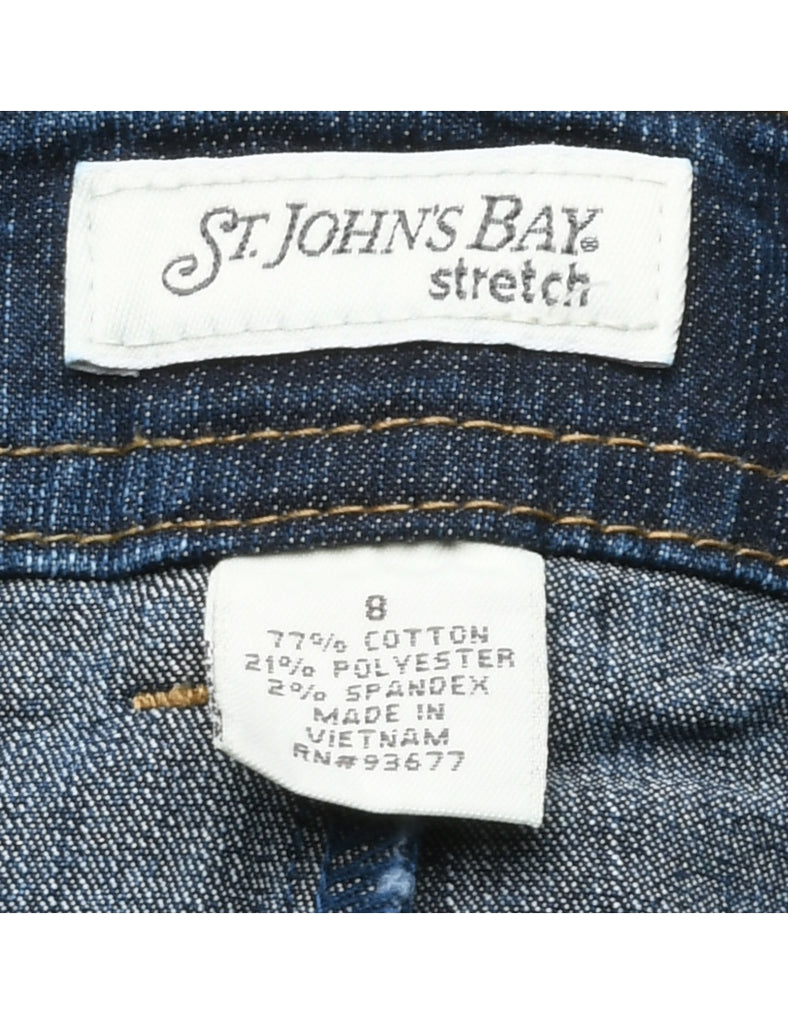 ST. JOHN'S BAY®
stretch
8
77% COTTON
21% POLYESTER
2% SPANDEX
MADE IN
VIETNAM
RN#93677